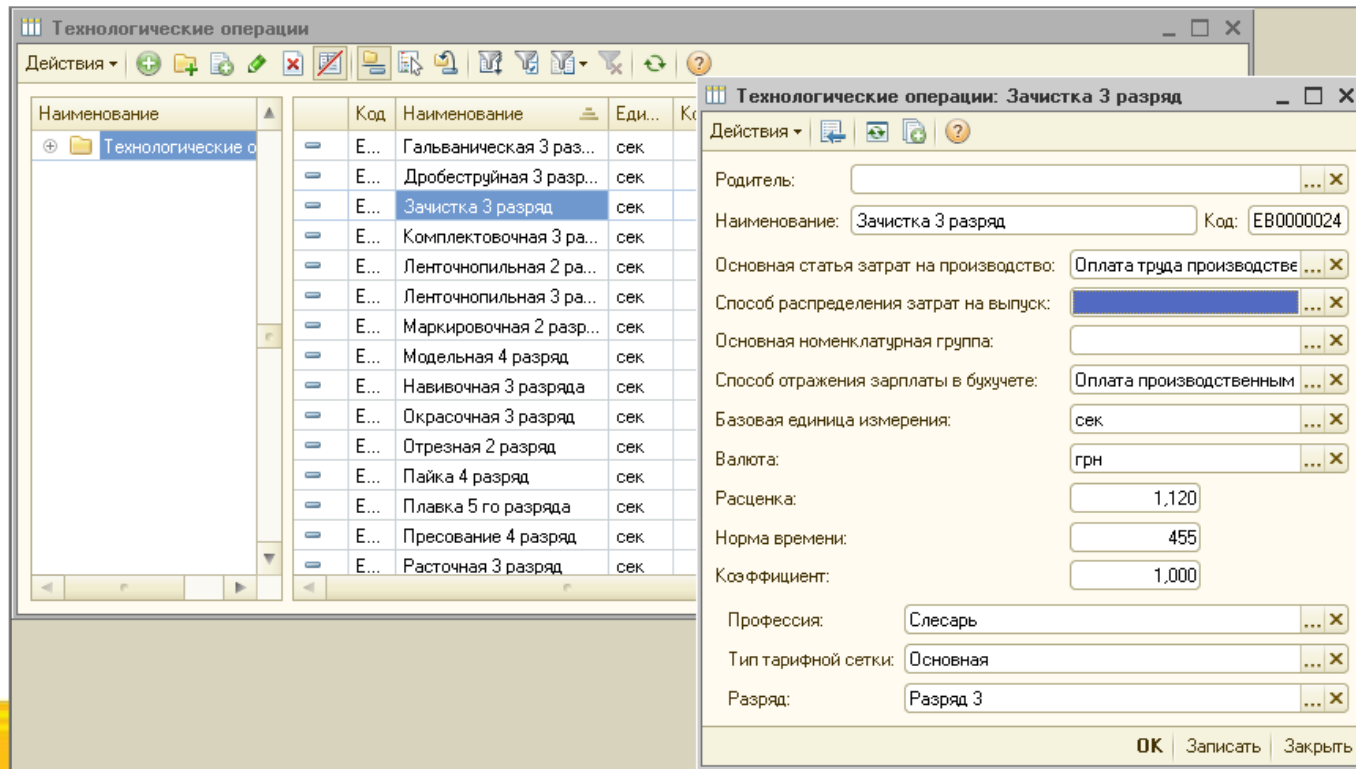 Технологические операции
Действия
Наименование
Технологические о
Код Наименование Еди...
Е... Гальваническая 3 раз... сек
Е... Дробеструйная 3 разр... сек
Е... Зачистка 3 разряд сек
Е... Комплектовочная 3 ра... сек
Е... Ленточнопильная 2 ра... сек
Е... Ленточнопильная 3 ра... сек
Е... Маркировочная 2 разр... сек
Е... Модельная 4 разряд сек
Е... Навивочная 3 разряда сек
Е... Окрасочная 3 разряд сек
Е... Отрезная 2 разряд сек
Е... Пайка 4 разряд сек
Е... Плавка 5 го разряда сек
Е... Пресование 4 разряд сек
Е... Расточная 3 разряд сек
Технологические операции: Зачистка 3 разряд
Действия
Родитель: ...
Наименование: Зачистка 3 разряд Код: ЕВ0000024
Основная статья затрат на производство: Оплата труда производстве ...
Способ распределения затрат на выпуск: ...
Основная номенклатурная группа: ...
Способ отражения зарплаты в бухучете: Оплата производственным ...
Базовая единица измерения: сек ...
Валюта: грн ...
Расценка: 1,120
Норма времени: 455
Коэффициент: 1,000
Профессия: Слесарь ...
Тип тарифной сетки: Основная ...
Разряд: Разряд 3 ...
ОК Записать Закрыть